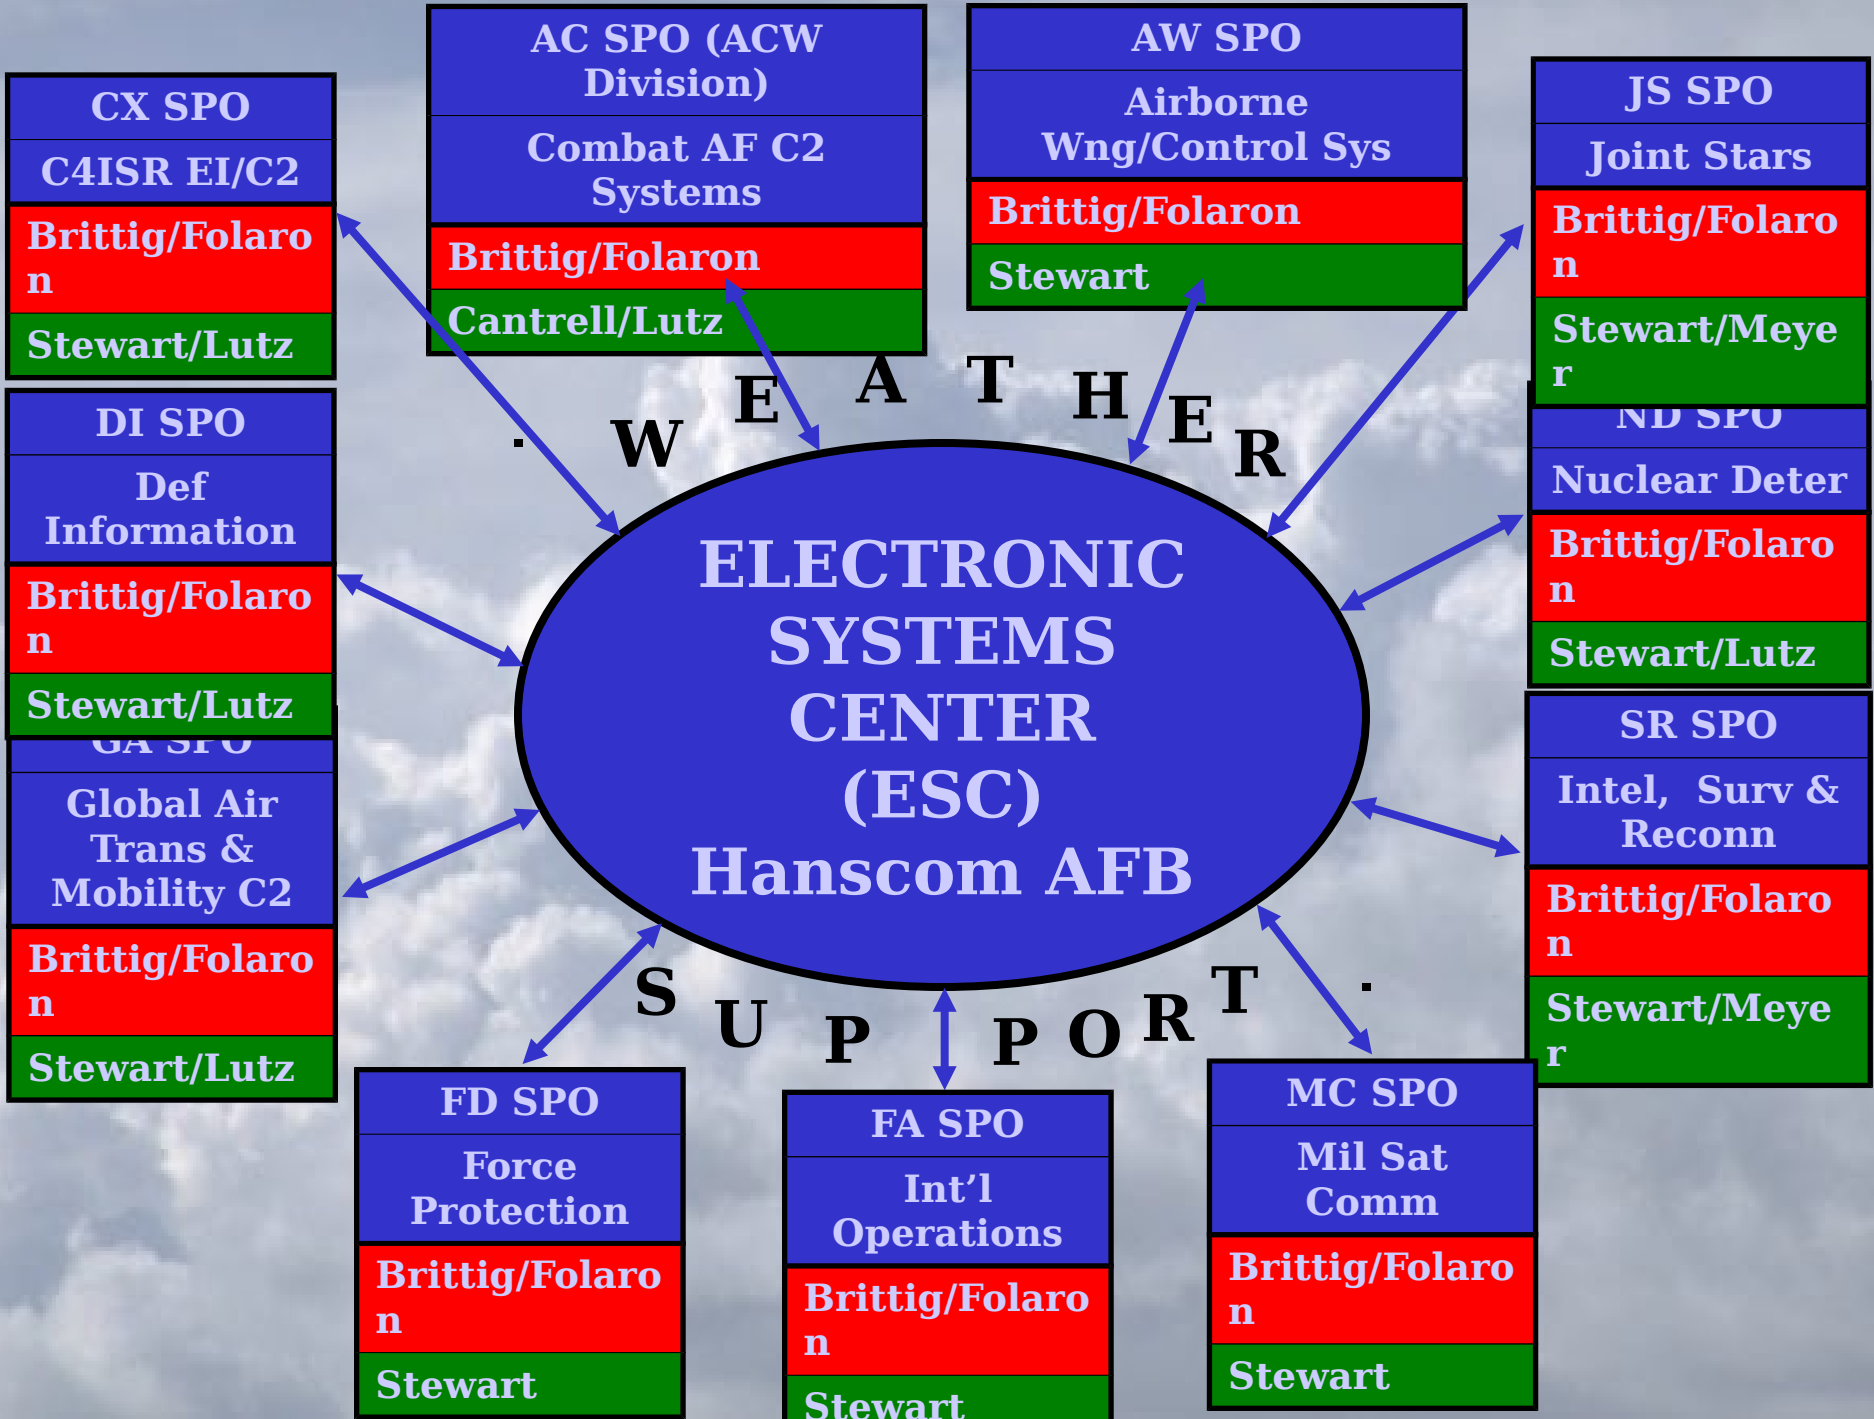 AC SPO (ACW
Division)
Combat AF C2
Systems
Brittig/Folaron
Cantrell/Lutz
AW SPO
Airborne
Wng/Control Sys
Brittig/Folaron
Stewart
CX SPO
C4ISR EI/C2
Brittig/Folaro
n
Stewart/Lutz
JS SPO
Joint Stars
Brittig/Folaro
n
Stewart/Meye
r
DI SPO
Def
Information
Brittig/Folaro
n
Stewart/Lutz
ND SPO
Nuclear Deter
Brittig/Folaro
n
Stewart/Lutz
. W E A T H E R
ELECTRONIC
SYSTEMS
CENTER
(ESC)
Hanscom AFB
GA SPO
Global Air
Trans &
Mobility C2
Brittig/Folaro
n
Stewart/Lutz
SR SPO
Intel,  Surv &
Reconn
Brittig/Folaro
n
Stewart/Meye
r
S U P P O R T .
FD SPO
Force
Protection
Brittig/Folaro
n
Stewart
FA SPO
Int’l
Operations
Brittig/Folaro
n
Stewart
MC SPO
Mil Sat
Comm
Brittig/Folaro
n
Stewart